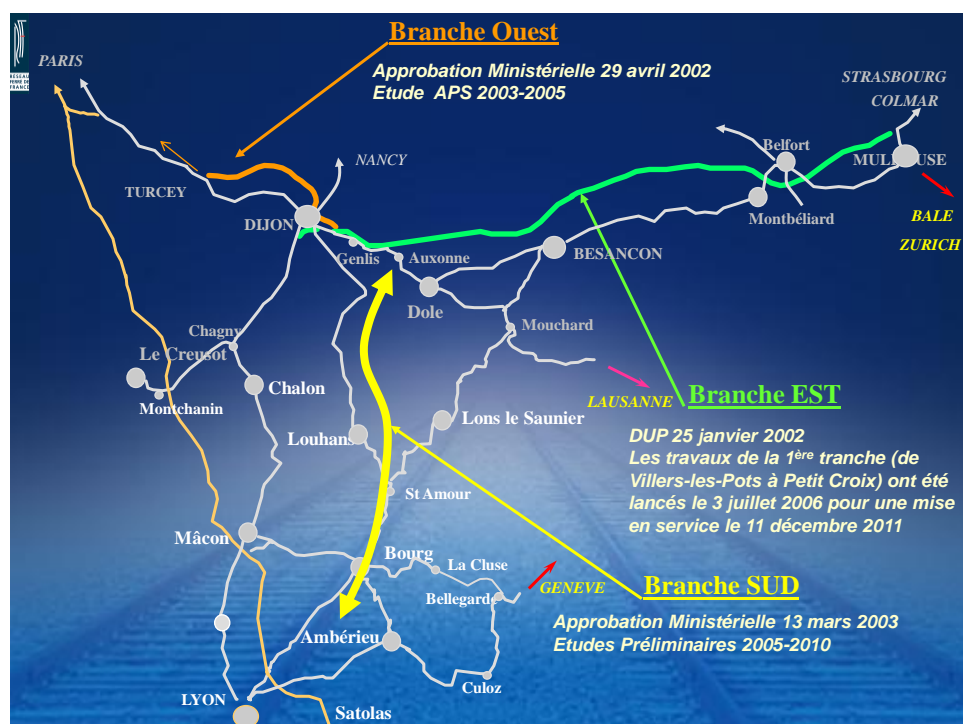 Branche Ouest
RESEAU
FERRE DE
FRANCE
PARIS
Approbation Ministérielle 29 avril 2002
Etude APS 2003-2005
STRASBOURG
COLMAR
Belfort
NANCY
MULHOUSE
TURCEY
DIJON
BALE
Montbéliard
ZURICH
Genlis
Auxonne
BESANCON
Dole
Mouchard
Chagny
Le Creusot
Chalon
Montchanin
LAUSANNE
Branche EST
Lons le Saunier
Louhans
DUP 25 janvier 2002
Les travaux de la 1ère tranche (de
Villers-les-Pots à Petit Croix) ont été
lancés le 3 juillet 2006 pour une mise
en service le 11 décembre 2011
St Amour
Mâcon
Bourg
La Cluse
GENEVE
Branche SUD
Bellegarde
Approbation Ministérielle 13 mars 2003
Etudes Préliminaires 2005-2010
Ambérieu
Culoz
LYON
Satolas